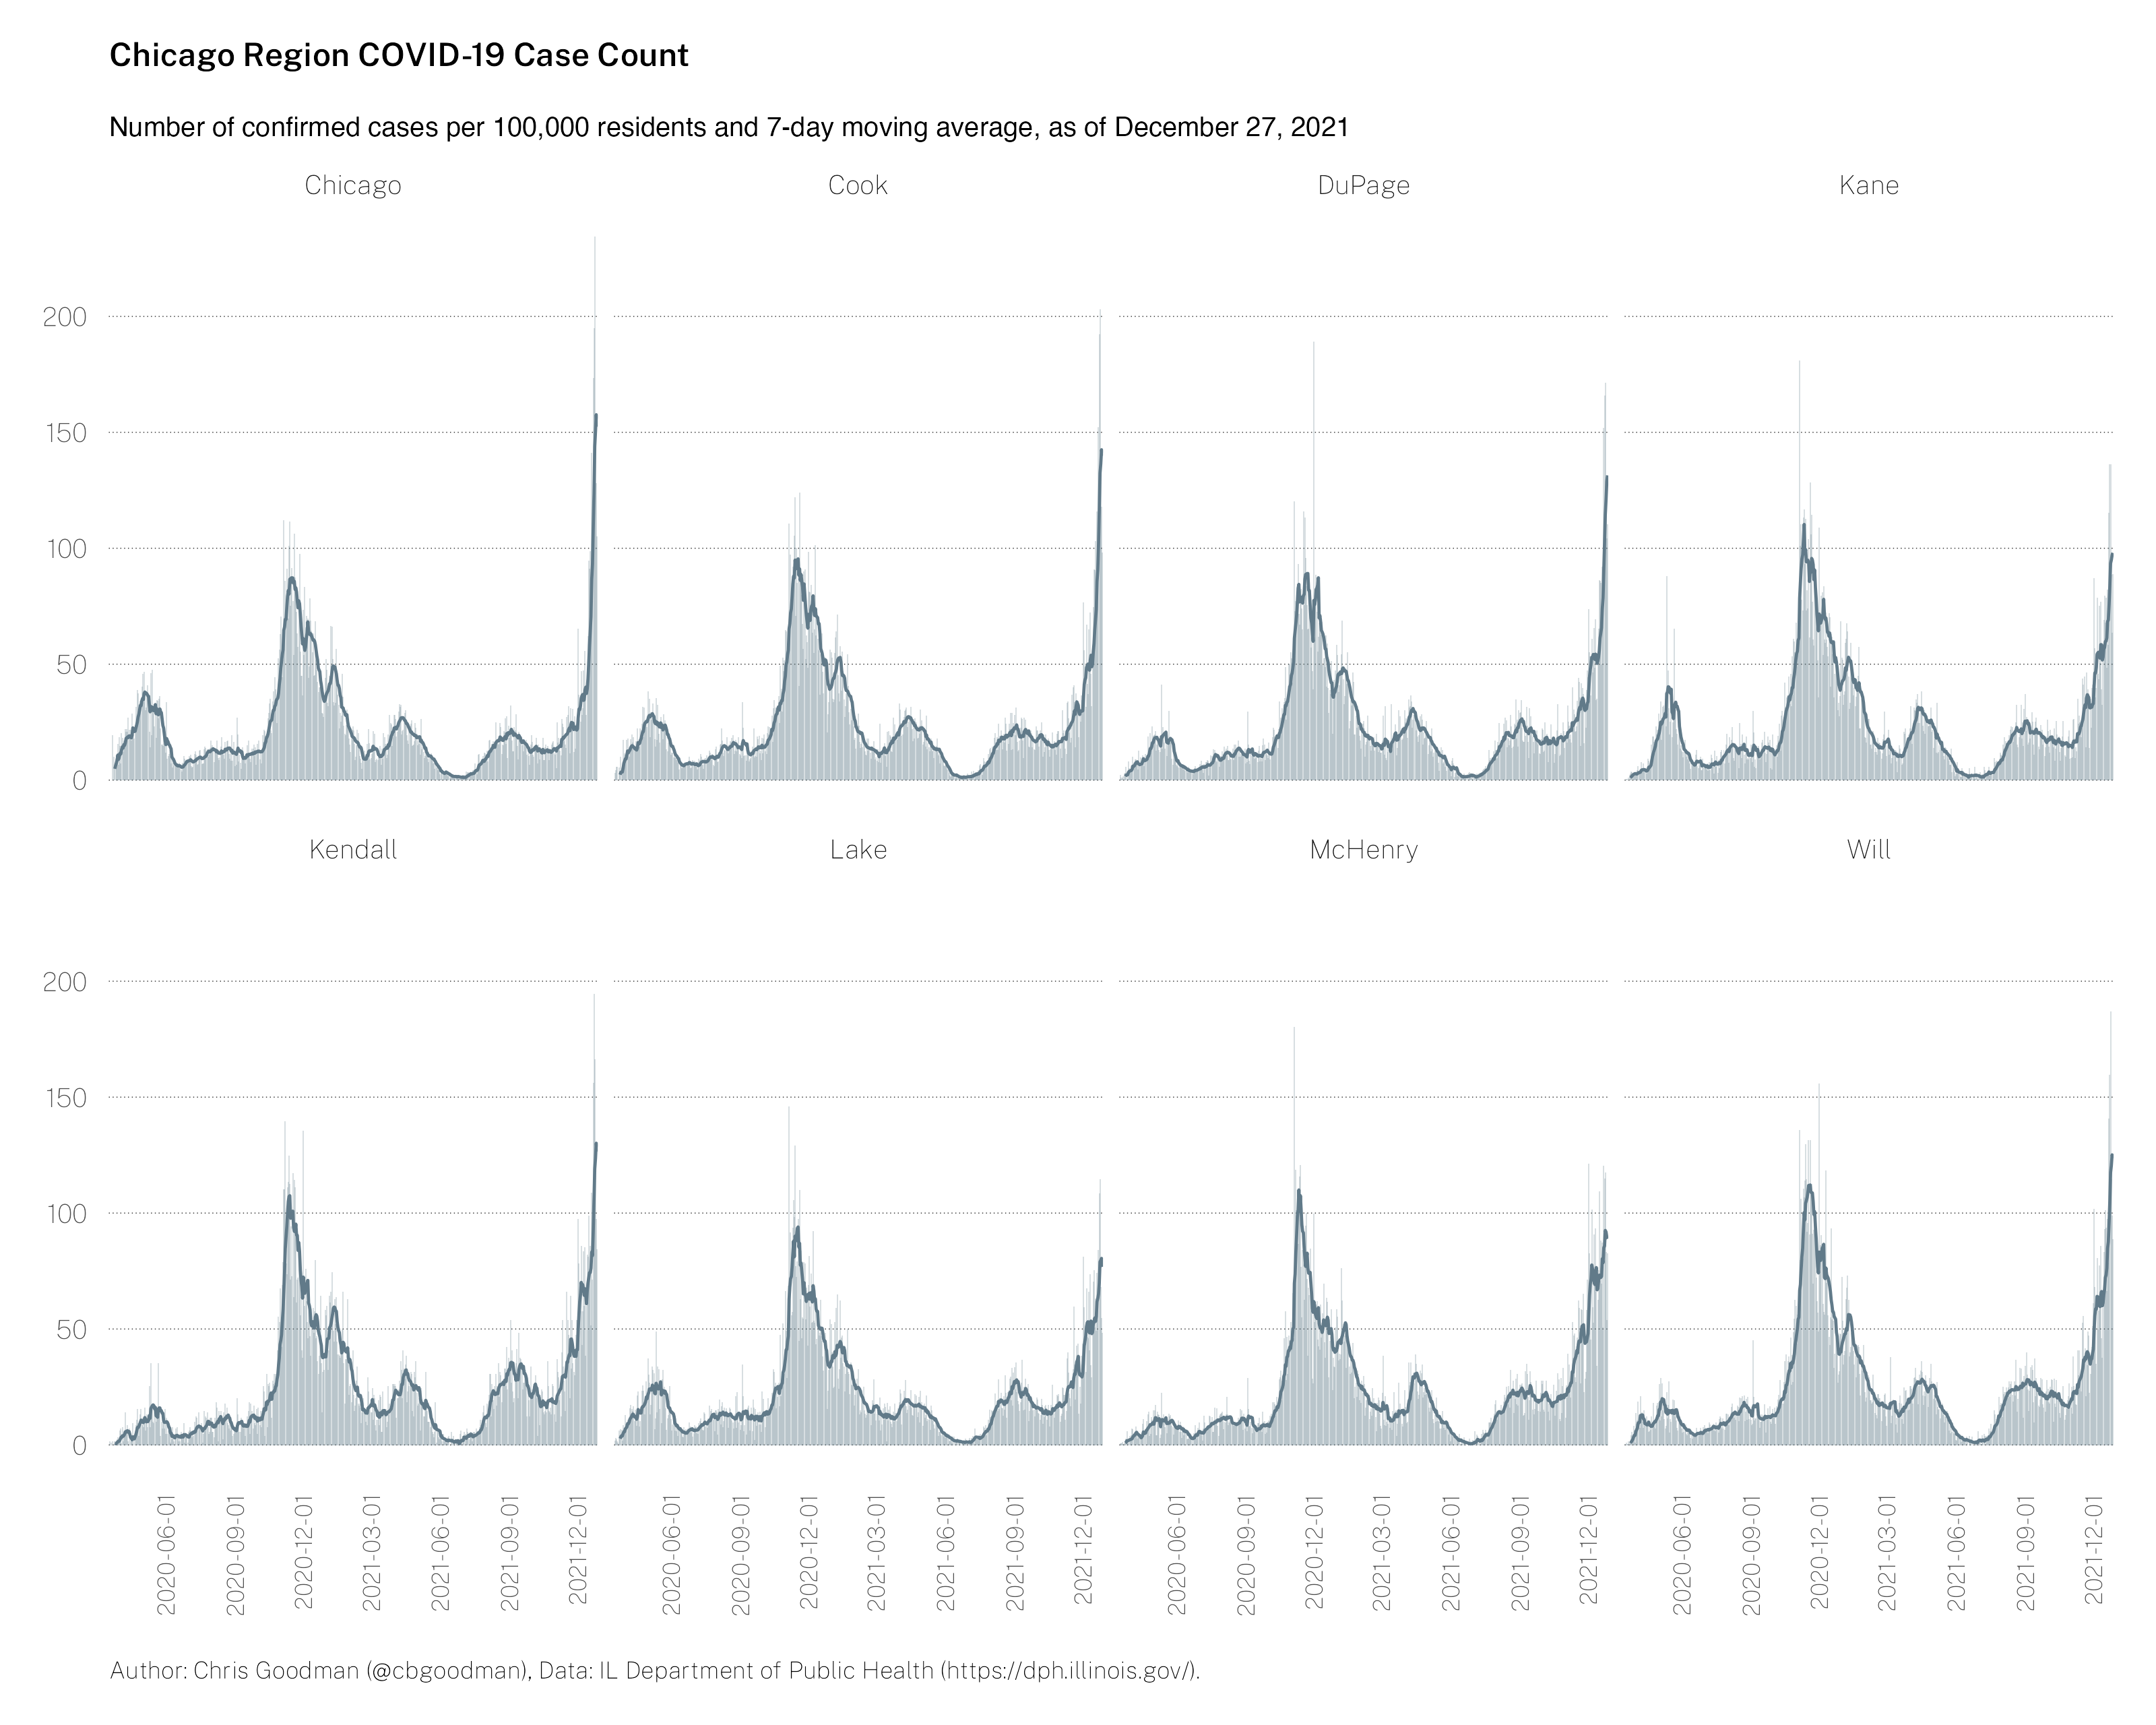 Chicago Region COVID-19 Case Count
Number of confirmed cases per 100,000 residents and 7-day moving average, as of December 27, 2021
Chicago Cook DuPage Kane
200
150
100
50
0
Kendall Lake McHenry Will
200
150
100
50
0
2020-06-01 2020-09-01 2020-12-01 2021-03-01 2021-06-01 2021-09-01 2021-12-01 2020-06-01 2020-09-01 2020-12-01 2021-03-01 2021-06-01 2021-09-01 2021-12-01 2020-06-01 2020-09-01 2020-12-01 2021-03-01 2021-06-01 2021-09-01 2021-12-01 2020-06-01 2020-09-01 2020-12-01 2021-03-01 2021-06-01 2021-09-01 2021-12-01
Author: Chris Goodman (@cbgoodman), Data: IL Department of Public Health (https://dph.illinois.gov/).